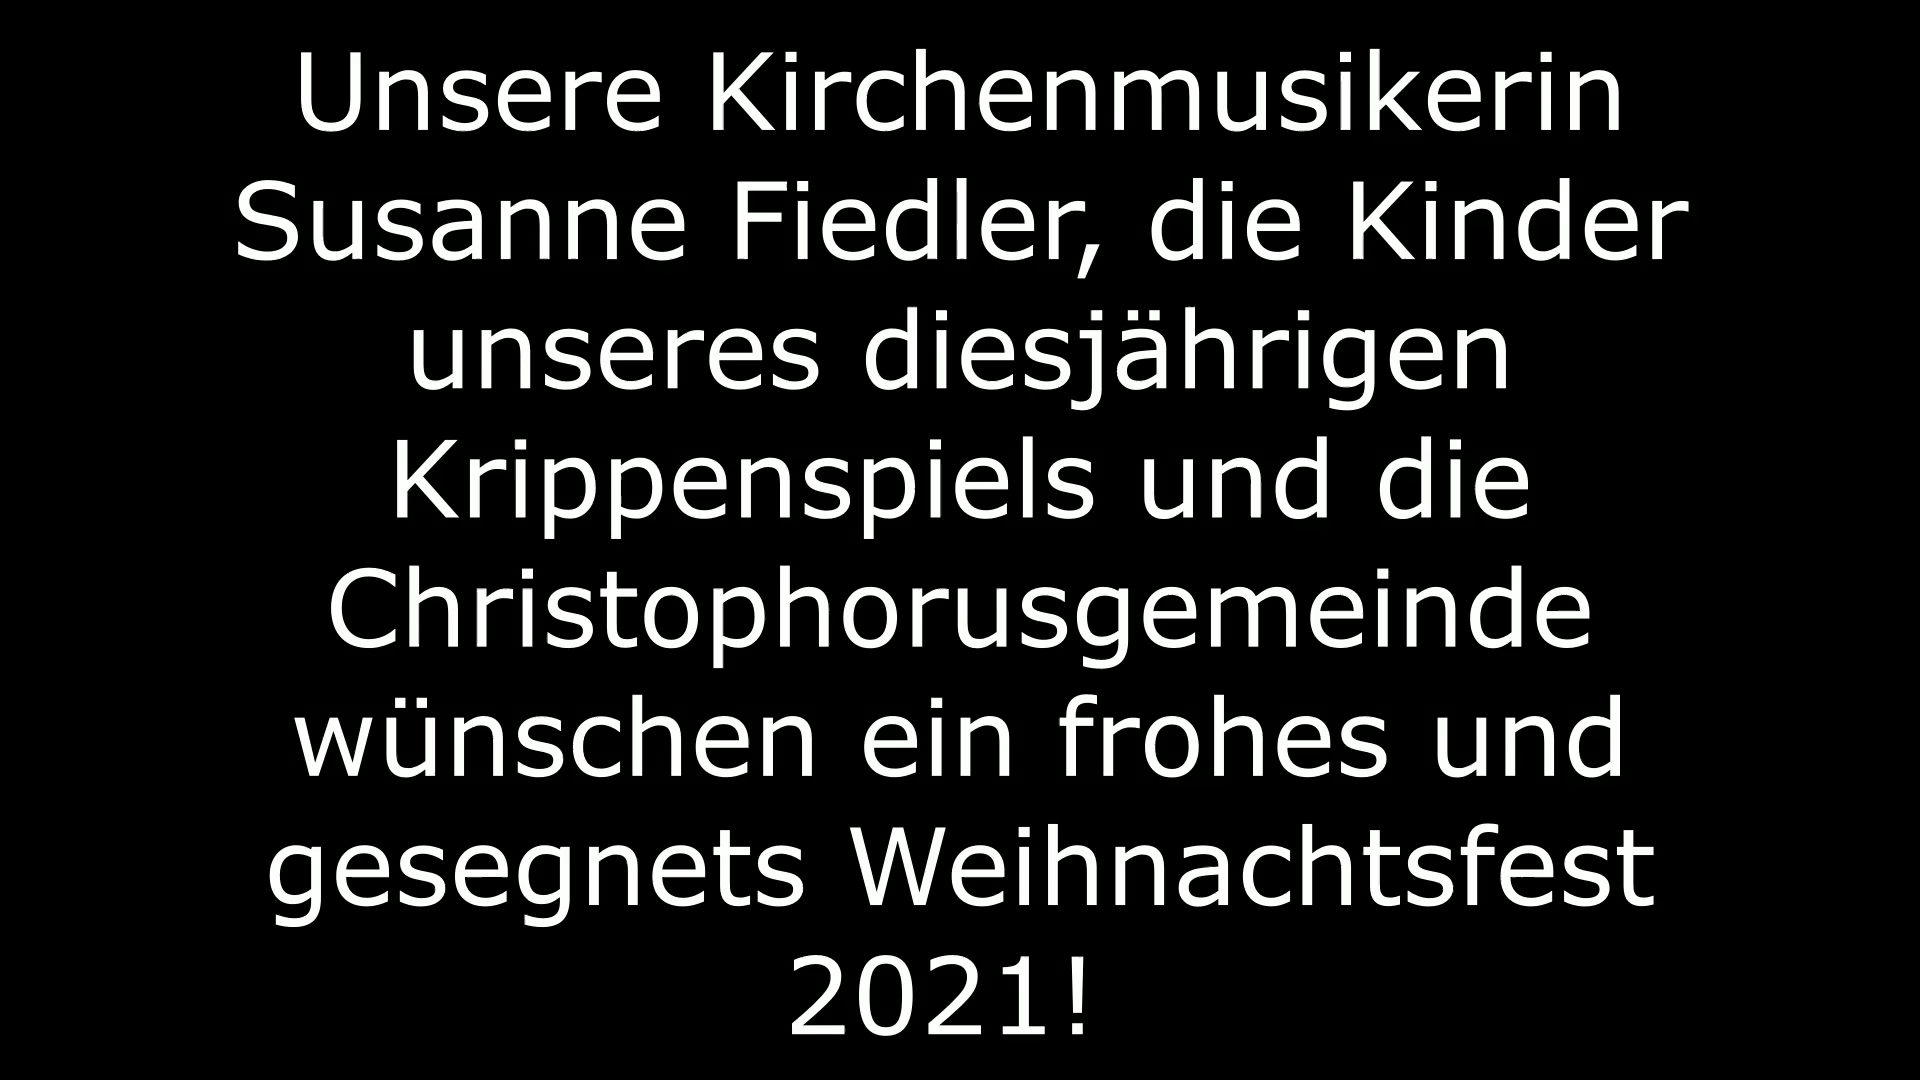 Unsere Kirchenmusikerin
Susanne Fiedler, die Kinder
unseres diesjährigen
Krippenspiels und die
Christophorusgemeinde
wünschen ein frohes und
gesegnets Weihnachtsfest
2021!